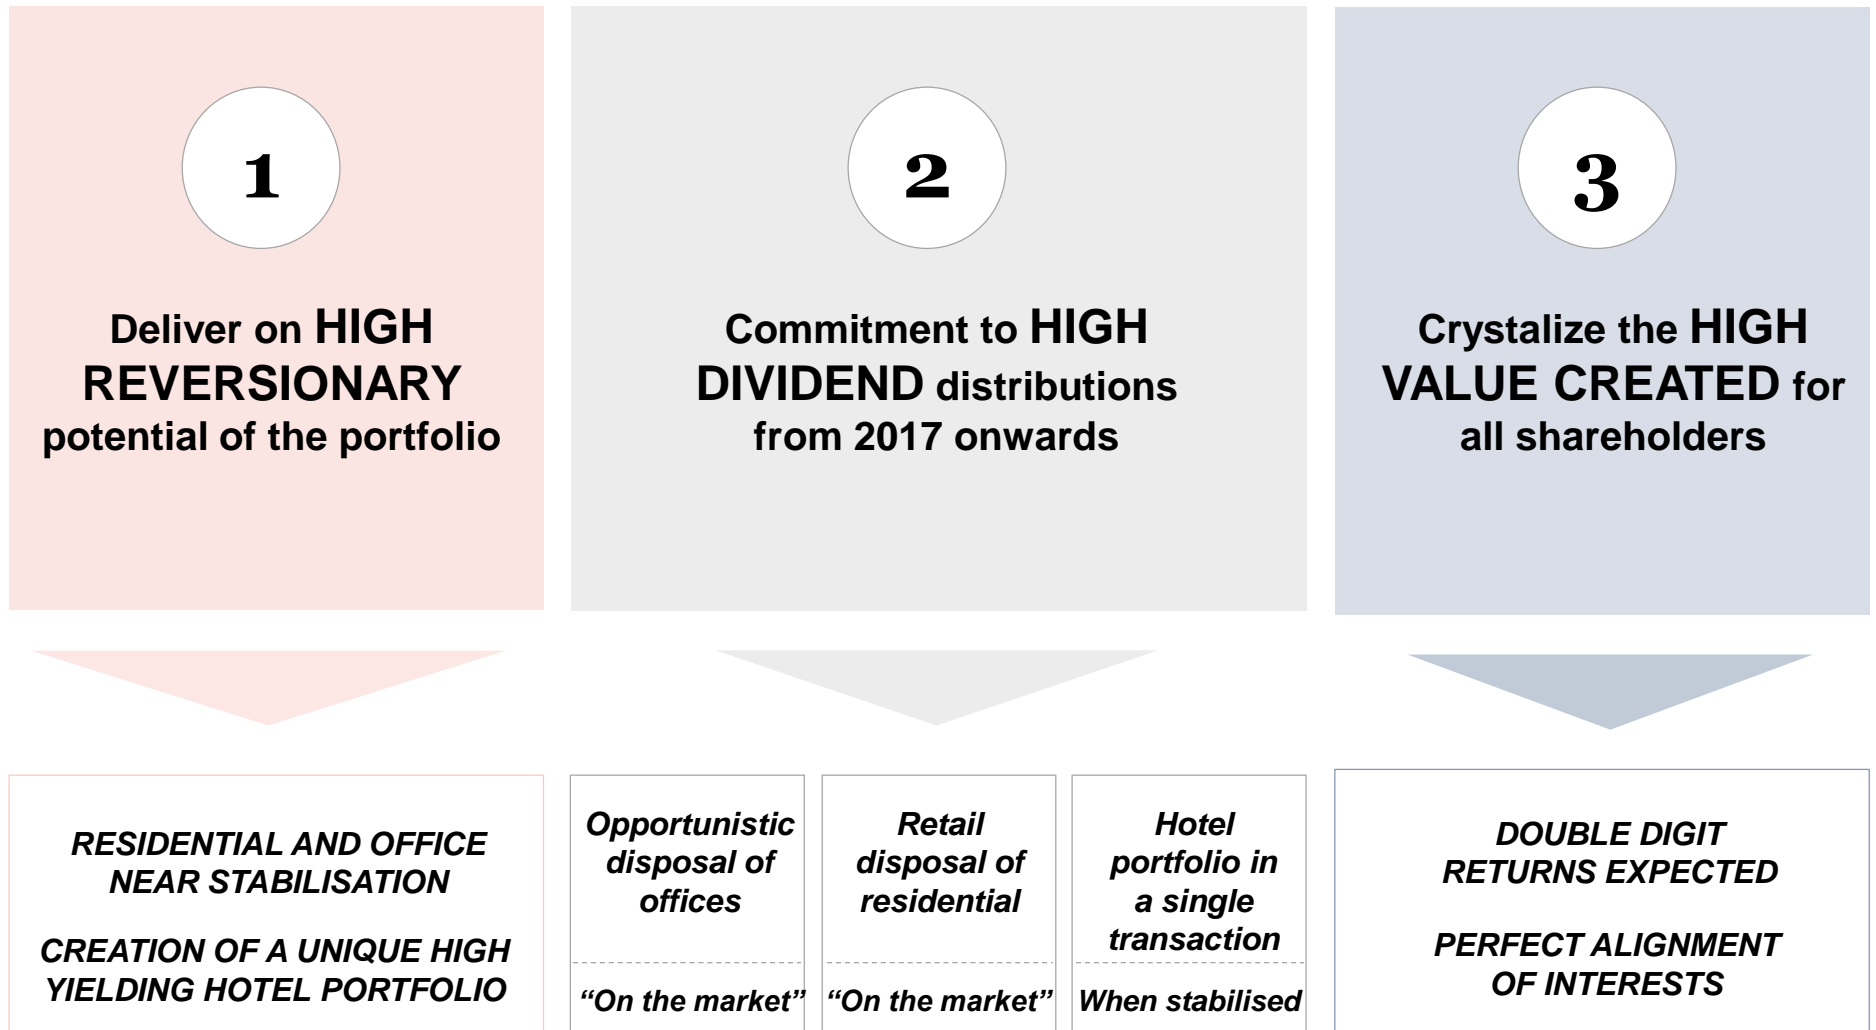 1
Deliver on HIGH
REVERSIONARY
potential of the portfolio
2
Commitment to HIGH
DIVIDEND distributions
from 2017 onwards
3
Crystalize the HIGH
VALUE CREATED for
all shareholders
RESIDENTIAL AND OFFICE
NEAR STABILISATION
CREATION OF A UNIQUE HIGH
YIELDING HOTEL PORTFOLIO
Opportunistic
disposal of
offices
“On the market”
Retail
disposal of
residential
“On the market”
Hotel
portfolio in
a single
transaction
When stabilised
DOUBLE DIGIT
RETURNS EXPECTED
PERFECT ALIGNMENT
OF INTERESTS